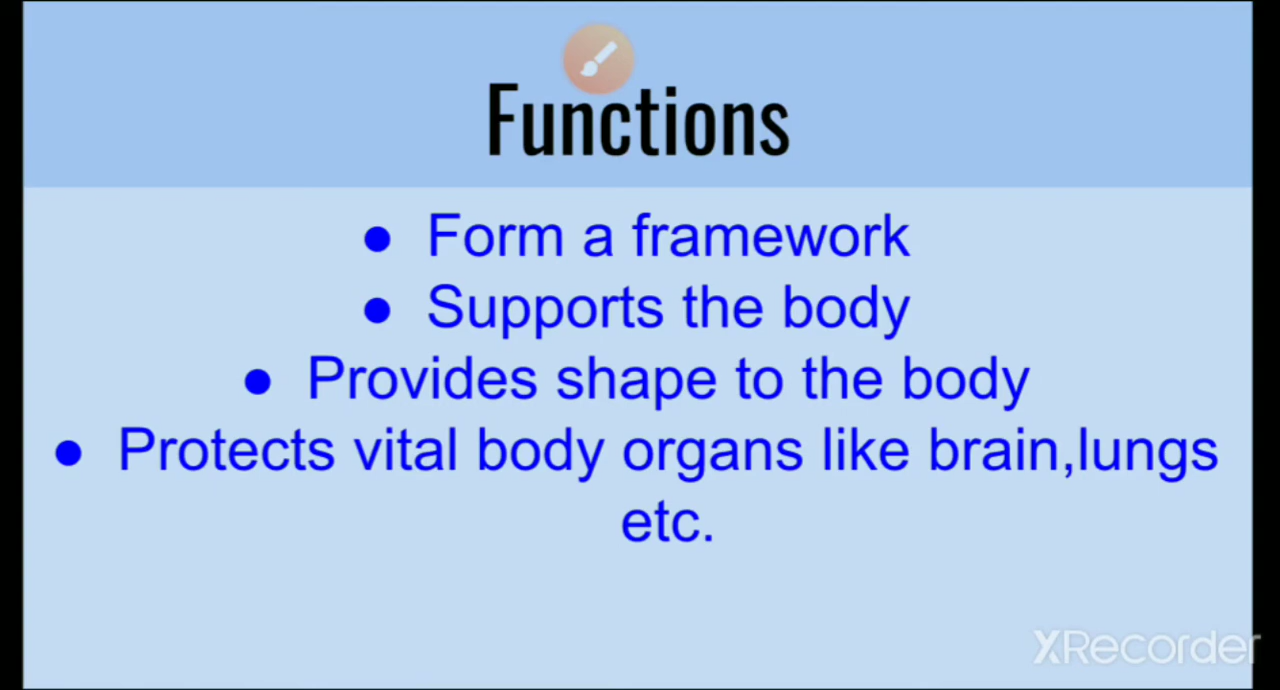 Functions
● Form a framework
● Supports the body
● Provides shape to the body
● Protects vital body organs like brain,lungs
etc.
XRecorder